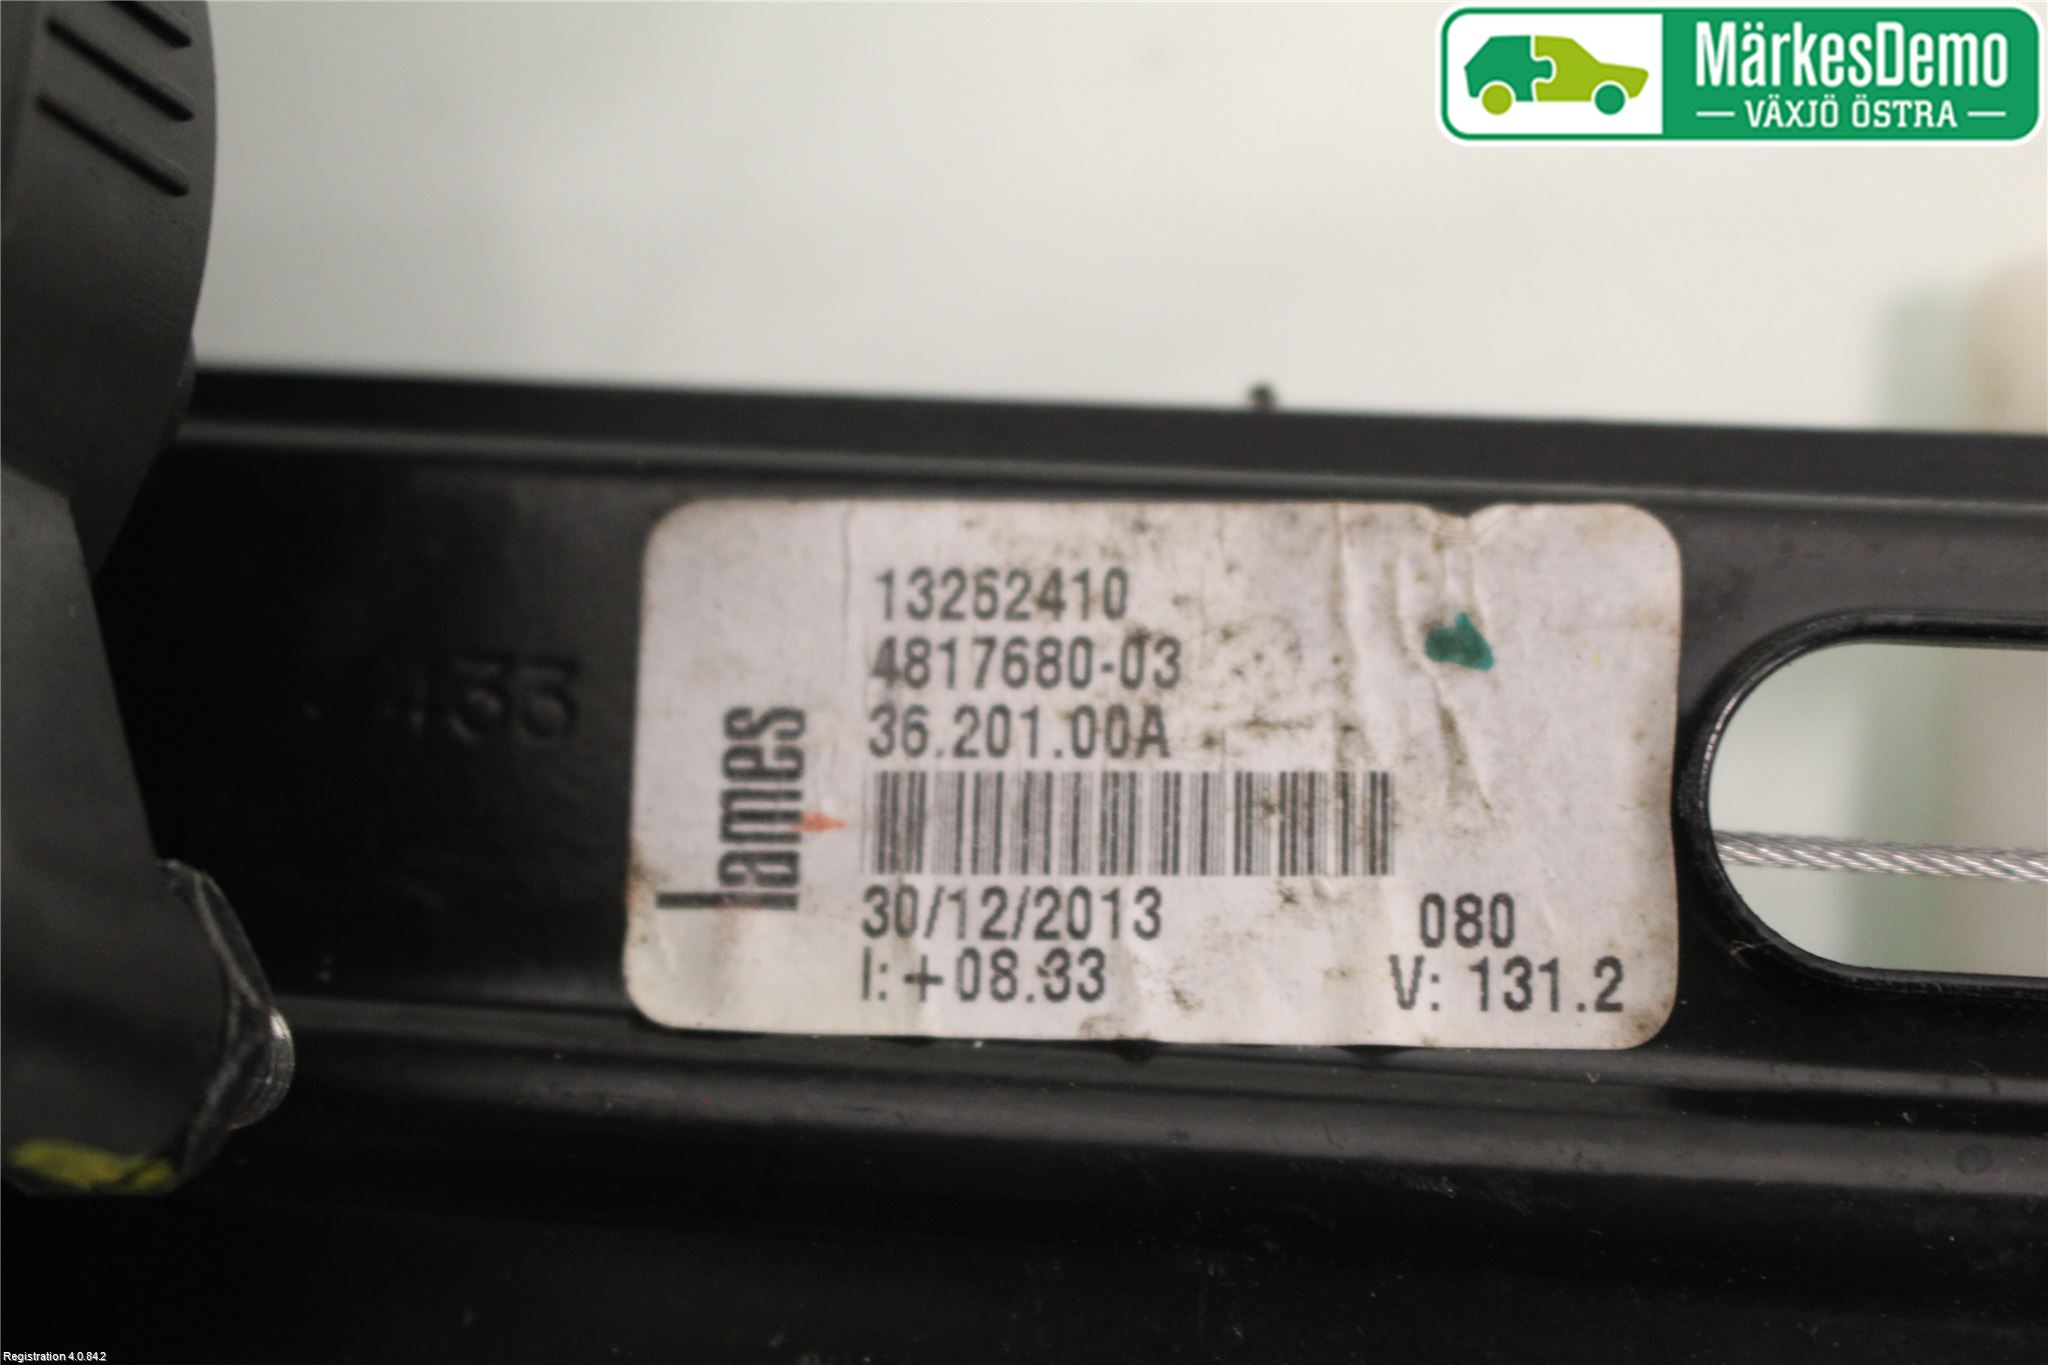 MärkesDemo
VÄXJÖ ÖSTRA
13262410
4817680-03
36.201.00A
lames
30/12/2013 080
I: +08.33 V: 131.2
Registration 4.0.84.2